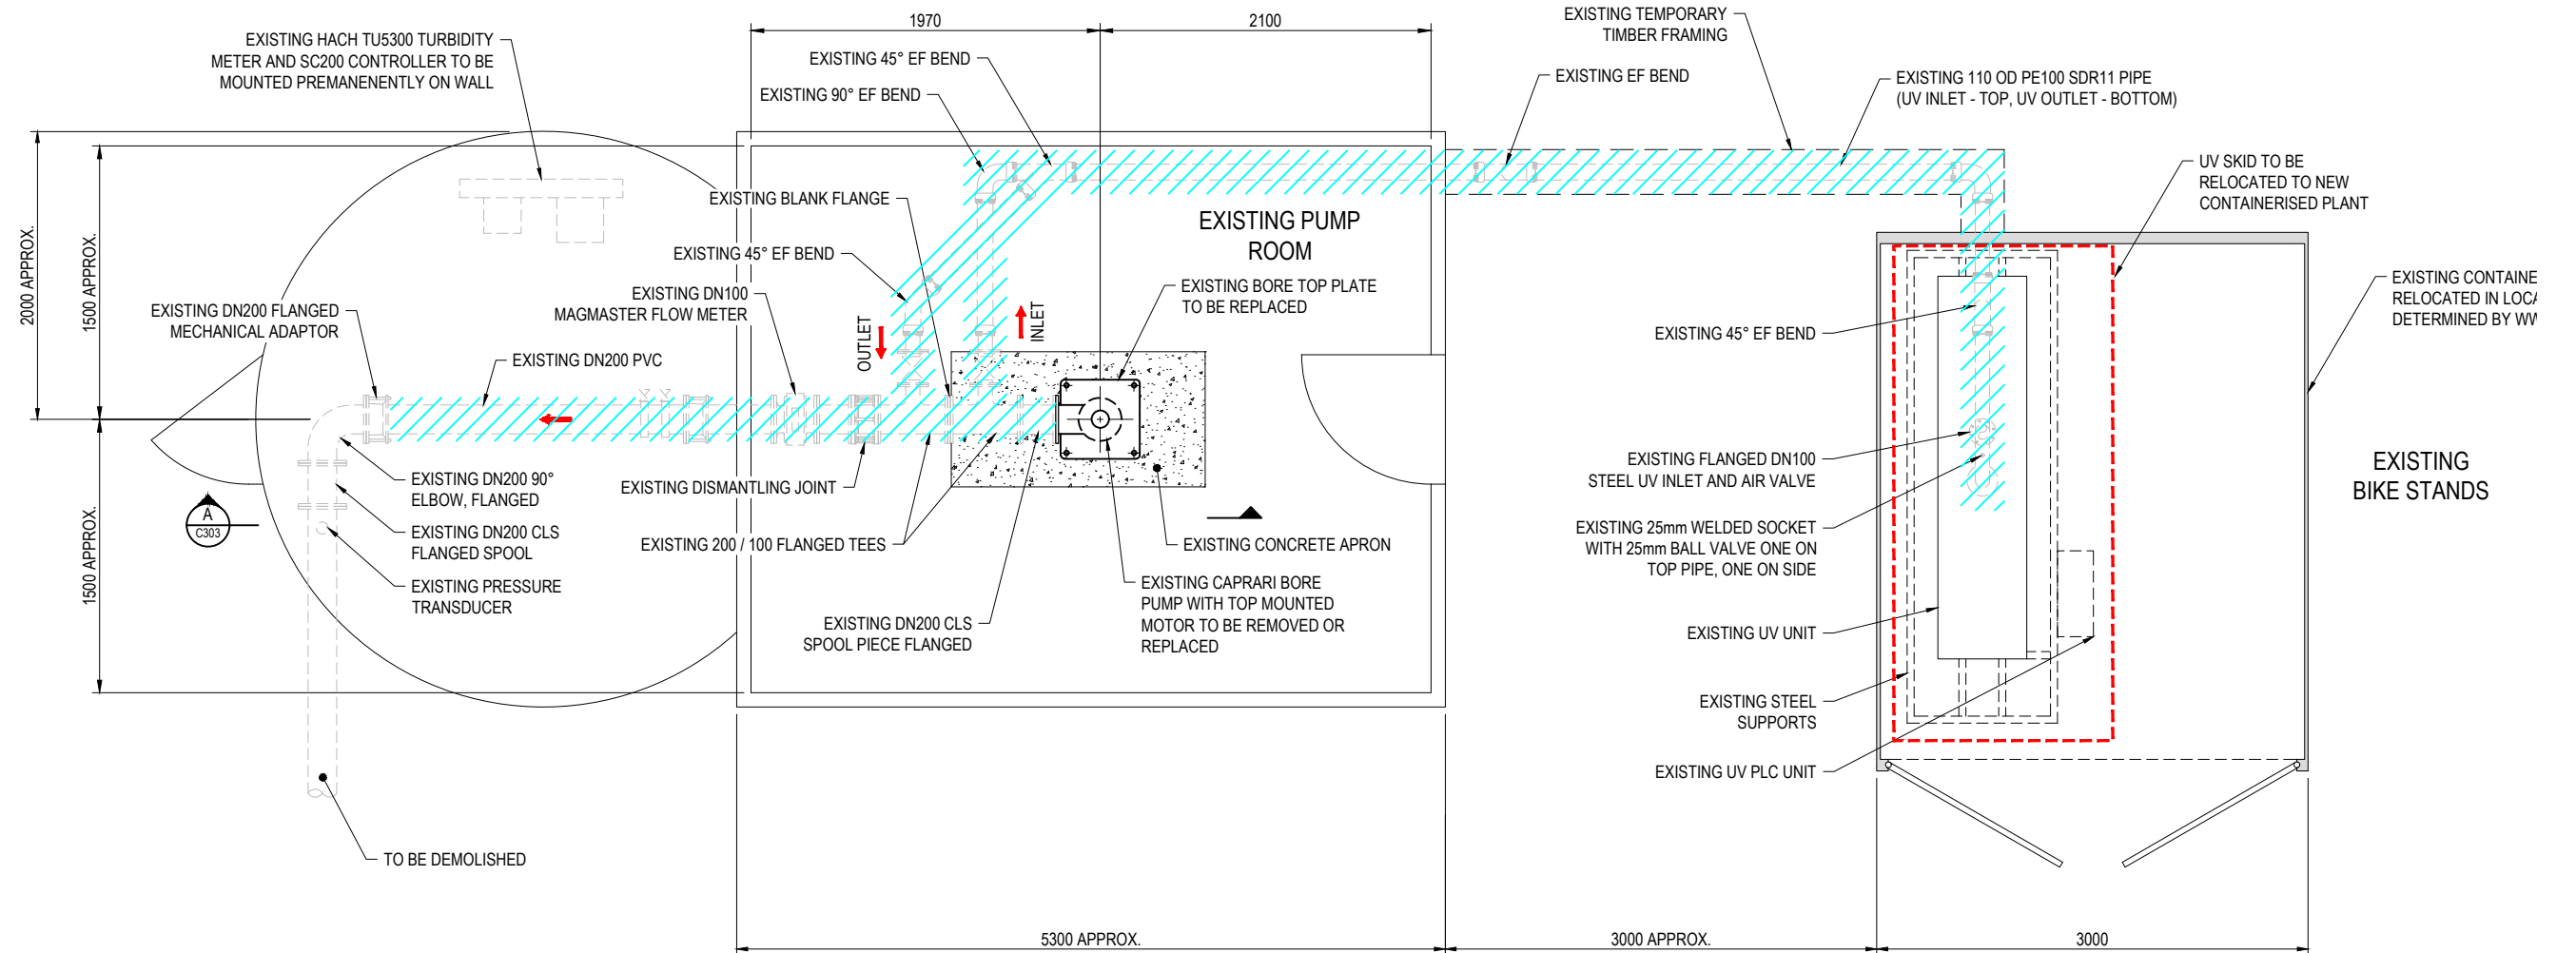 1970
2100
EXISTING TEMPORARY
TIMBER FRAMING
EXISTING HACH TU5300 TURBIDITY
METER AND SC200 CONTROLLER TO BE
MOUNTED PREMANENENTLY ON WALL
EXISTING 45° EF BEND
EXISTING 90° EF BEND
EXISTING EF BEND
EXISTING 110 OD PE100 SDR11 PIPE
(UV INLET - TOP, UV OUTLET - BOTTOM)
UV SKID TO BE
RELOCATED TO NEW
CONTAINERISED PLANT
2000 APPROX.
1500 APPROX.
1500 APPROX.
EXISTING BLANK FLANGE
EXISTING PUMP
ROOM
EXISTING 45° EF BEND
EXISTING DN100
MAGMASTER FLOW METER
EXISTING BORE TOP PLATE
TO BE REPLACED
EXISTING CONTAINE
RELOCATED IN LOCA
DETERMINED BY WW
EXISTING DN200 FLANGED
MECHANICAL ADAPTOR
EXISTING DN200 PVC
OUTLET
INLET
EXISTING 45° EF BEND
EXISTING DN200 90°
ELBOW, FLANGED
EXISTING DISMANTLING JOINT
EXISTING FLANGED DN100
STEEL UV INLET AND AIR VALVE
EXISTING
BIKE STANDS
A
C303
EXISTING DN200 CLS
FLANGED SPOOL
EXISTING 200 / 100 FLANGED TEES
EXISTING CONCRETE APRON
EXISTING 25mm WELDED SOCKET
WITH 25mm BALL VALVE ONE ON
TOP PIPE, ONE ON SIDE
EXISTING PRESSURE
TRANSDUCER
EXISTING CAPRARI BORE
PUMP WITH TOP MOUNTED
MOTOR TO BE REMOVED OR
REPLACED
EXISTING DN200 CLS
SPOOL PIECE FLANGED
EXISTING UV UNIT
EXISTING STEEL
SUPPORTS
EXISTING UV PLC UNIT
TO BE DEMOLISHED
5300 APPROX.
3000 APPROX.
3000